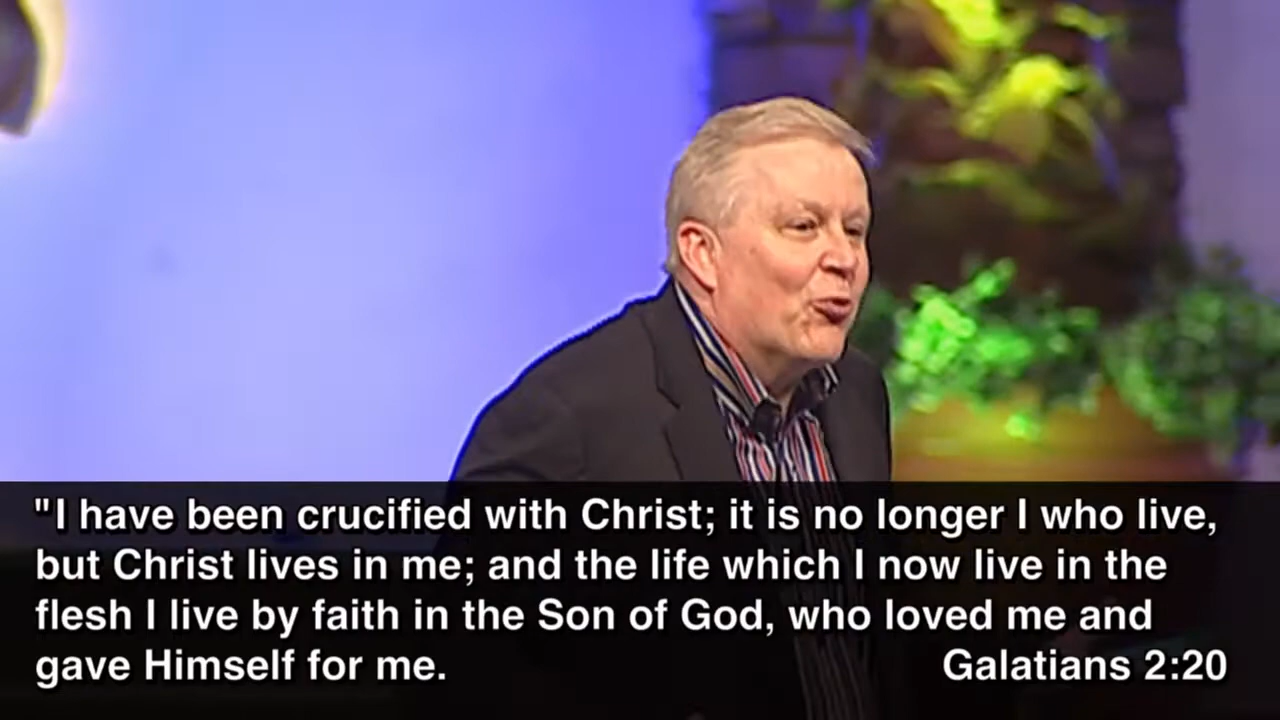 "I have been crucified with Christ; it is no longer I who live,
but Christ lives in me; and the life which I now live in the
flesh I live by faith in the Son of God, who loved me and
gave Himself for me. Galatians 2:20